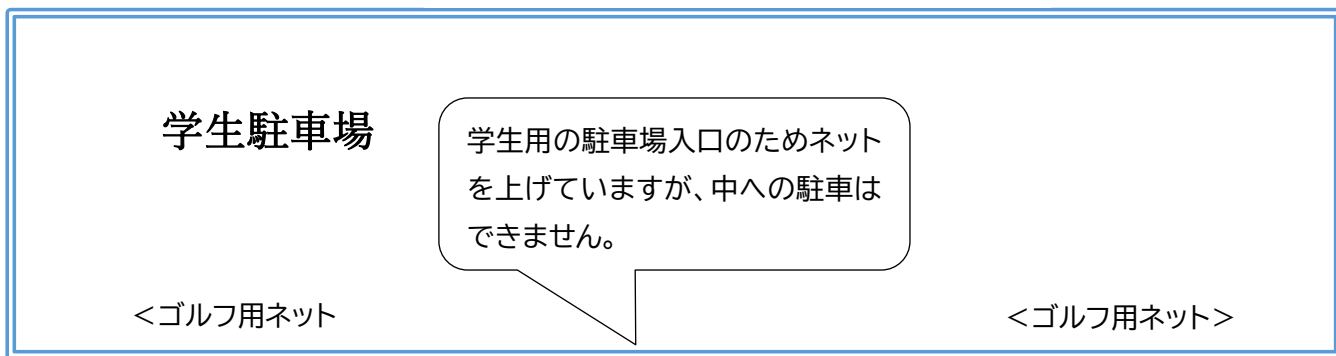 学生駐車場
学生用の駐車場入口のためネット
を上げていますが、中への駐車は
できません。
＜ゴルフ用ネット
＜ゴルフ用ネット＞